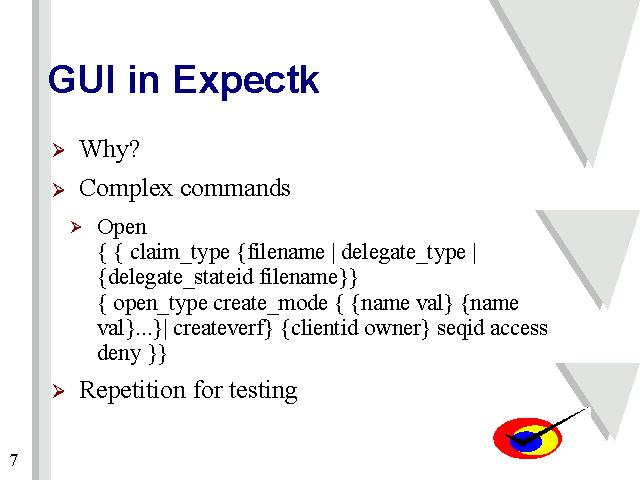 GUI in Expectk
Why?
Complex commands
Open
{ { claim_type {filename | delegate_type |
{delegate_stateid filename}}
{ open_type create_mode { {name val} {name
val}...}| createverf} {clientid owner} seqid access
deny }}
Repetition for testing
7